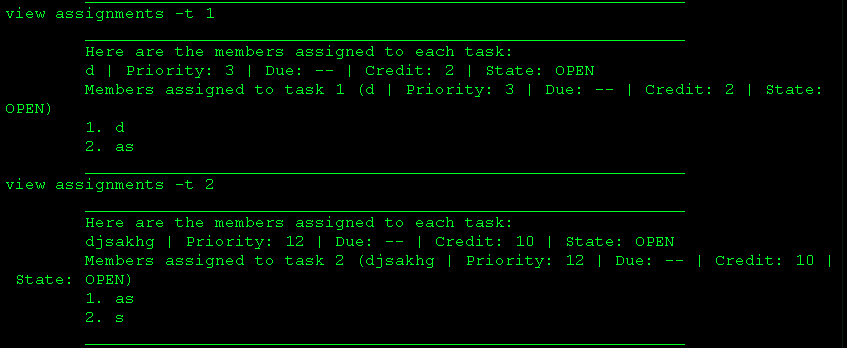 view assignments -t 1
Here are the members assigned to each task:
d | Priority: 3 | Due: -- | Credit: 2 | State: OPEN
Members assigned to task 1 (d | Priority: 3 | Due: -- | Credit: 2 | State:
OPEN)
1. d
2. as
view assignments -t 2
Here are the members assigned to each task:
djsakhg | Priority: 12 | Due: -- | Credit: 10 | State: OPEN
Members assigned to task 2 (djsakhg | Priority: 12 | Due: -- | Credit: 10 |
State: OPEN)
1. as
2. s